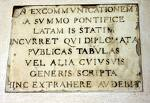 EXCOMMVNICATIONEM
A SVMMO PONTIFICE
LATAM IS STATIM
INCVRRET QVI DIPLOMATA
PVBLICAS TABVLAS
VEL ALIA CVIVSVIS
GENERIS SCRIPTA
HINC EXTRAHERE AVDEBIT